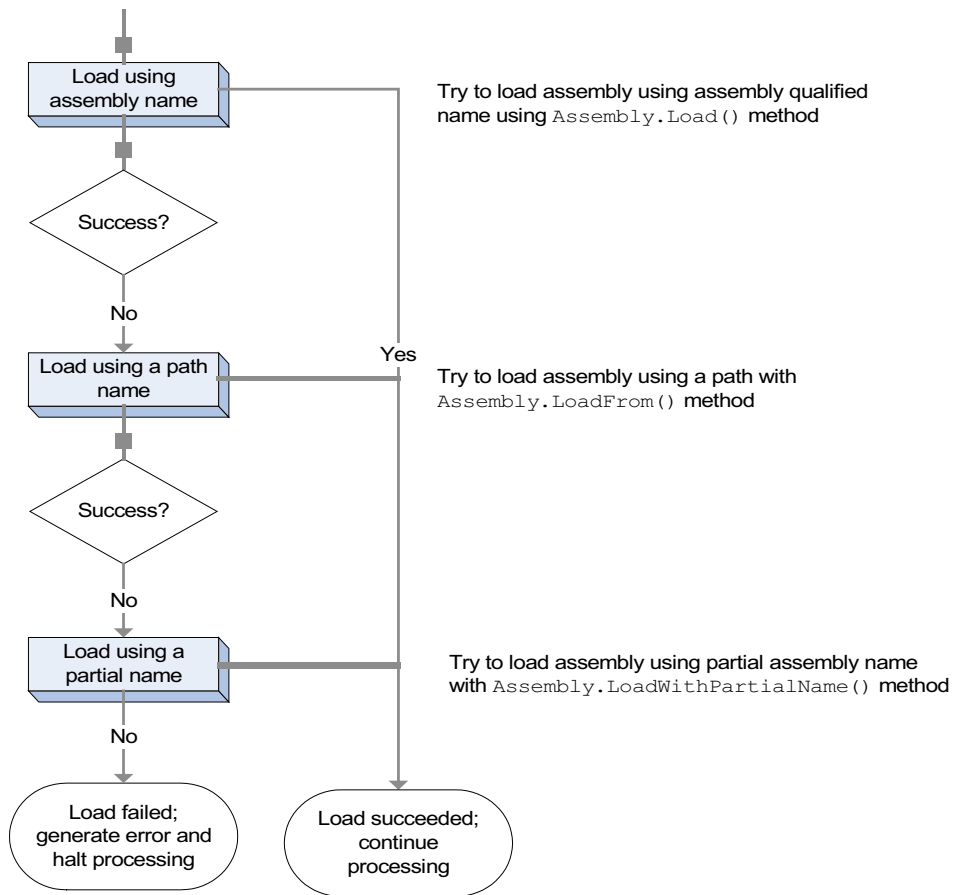 Load using
assembly name
Try to load assembly using assembly qualified
name using Assembly.Load() method
Success?
No
Yes
Load using a path
name
Try to load assembly using a path with
Assembly.LoadFrom() method
Success?
No
Load using a
partial name
Try to load assembly using partial assembly name
with Assembly.LoadWithPartialName() method
No
Load failed;
generate error and
halt processing
Load succeeded;
continue
processing